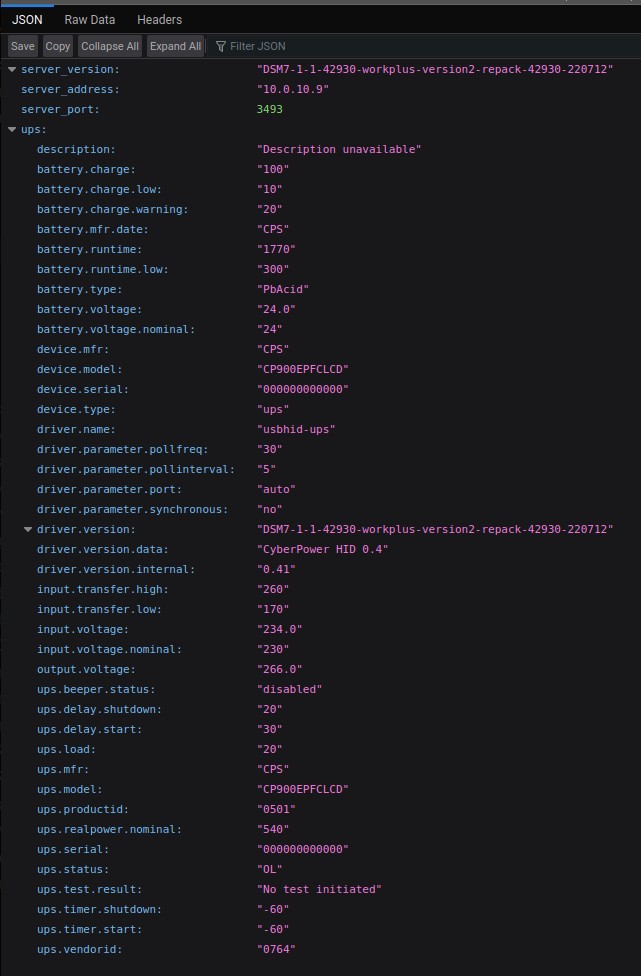 JSON Raw Data Headers
Save Copy Collapse All Expand All Filter JSON
server_version: "DSM7-1-1-42930-workplus-version2-repack-42930-220712"
server_address: "10.0.10.9"
server_port: 3493
ups:
description: "Description unavailable"
battery.charge: "100"
battery.charge.low: "10"
battery.charge.warning: "20"
battery.mfr.date: "CPS"
battery.runtime: "1770"
battery.runtime.low: "300"
battery.type: "PbAcid"
battery.voltage: "24.0"
battery.voltage.nominal: "24"
device.mfr: "CPS"
device.model: "CP900EPFCLCD"
device.serial: "000000000000"
device.type: "ups"
driver.name: "usbhid-ups"
driver.parameter.pollfreq: "30"
driver.parameter.pollinterval: "5"
driver.parameter.port: "auto"
driver.parameter.synchronous: "no"
driver.version: "DSM7-1-1-42930-workplus-version2-repack-42930-220712"
driver.version.data: "CyberPower HID 0.4"
driver.version.internal: "0.41"
input.transfer.high: "260"
input.transfer.low: "170"
input.voltage: "234.0"
input.voltage.nominal: "230"
output.voltage: "266.0"
ups.beeper.status: "disabled"
ups.delay.shutdown: "20"
ups.delay.start: "30"
ups.load: "20"
ups.mfr: "CPS"
ups.model: "CP900EPFCLCD"
ups.productid: "0501"
ups.realpower.nominal: "540"
ups.serial: "000000000000"
ups.status: "OL"
ups.test.result: "No test initiated"
ups.timer.shutdown: "-60"
ups.timer.start: "-60"
ups.vendorid: "0764"